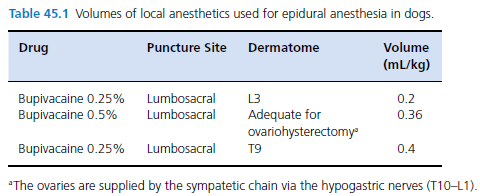 Table 45.1 Volumes of local anesthetics used for epidural anesthesia in dogs.
Drug Puncture Site Dermatome Volume
(mL/kg)
Bupivacaine 0.25% Lumbosacral L3 0.2
Bupivacaine 0.5% Lumbosacral Adequate for 0.36
ovariohysterectomyᵃ
Bupivacaine 0.25% Lumbosacral T9 0.4
ᵃThe ovaries are supplied by the sympatetic chain via the hypogastric nerves (T10–L1).